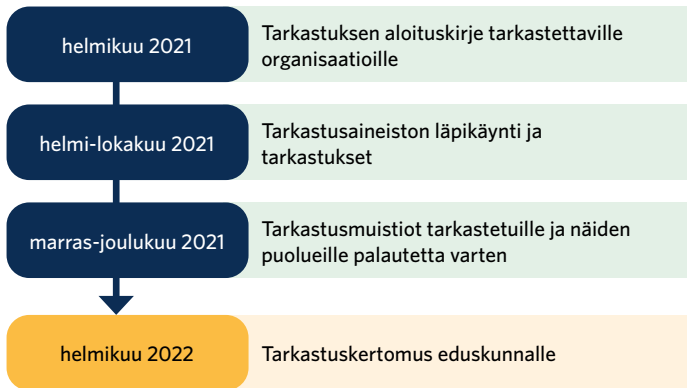 helmikuu 2021
Tarkastuksen aloituskirje tarkastettaville
organisaatioille
helmi-lokakuu 2021
Tarkastusaineiston läpikäynti ja
tarkastukset
marras-joulukuu 2021
Tarkastusmuistiot tarkastetuille ja näiden
puolueille palautetta varten
helmikuu 2022
Tarkastuskertomus eduskunnalle